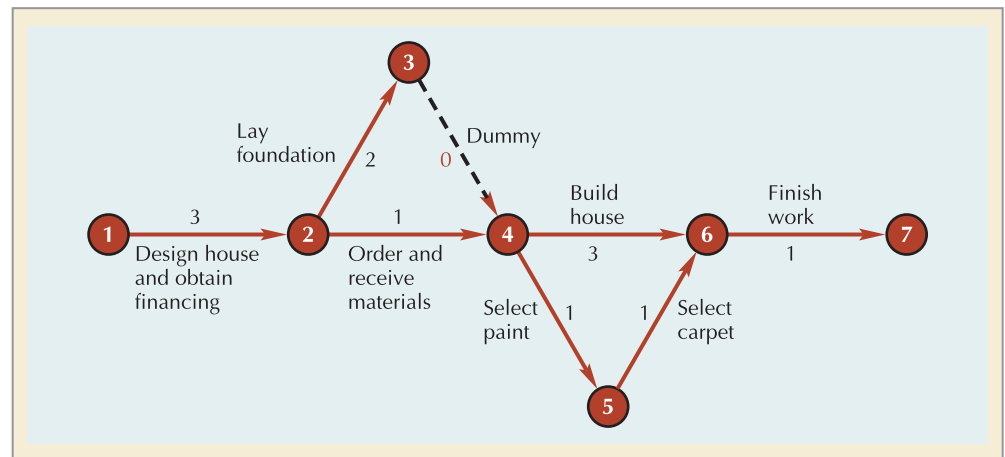 3
Lay
foundation
2
0
Dummy
Build
house
Finish
work
1
3
2
1
4
6
7
Design house
and obtain
financing
Order and
receive
materials
3
1
Select
paint
1
1
Select
carpet
5